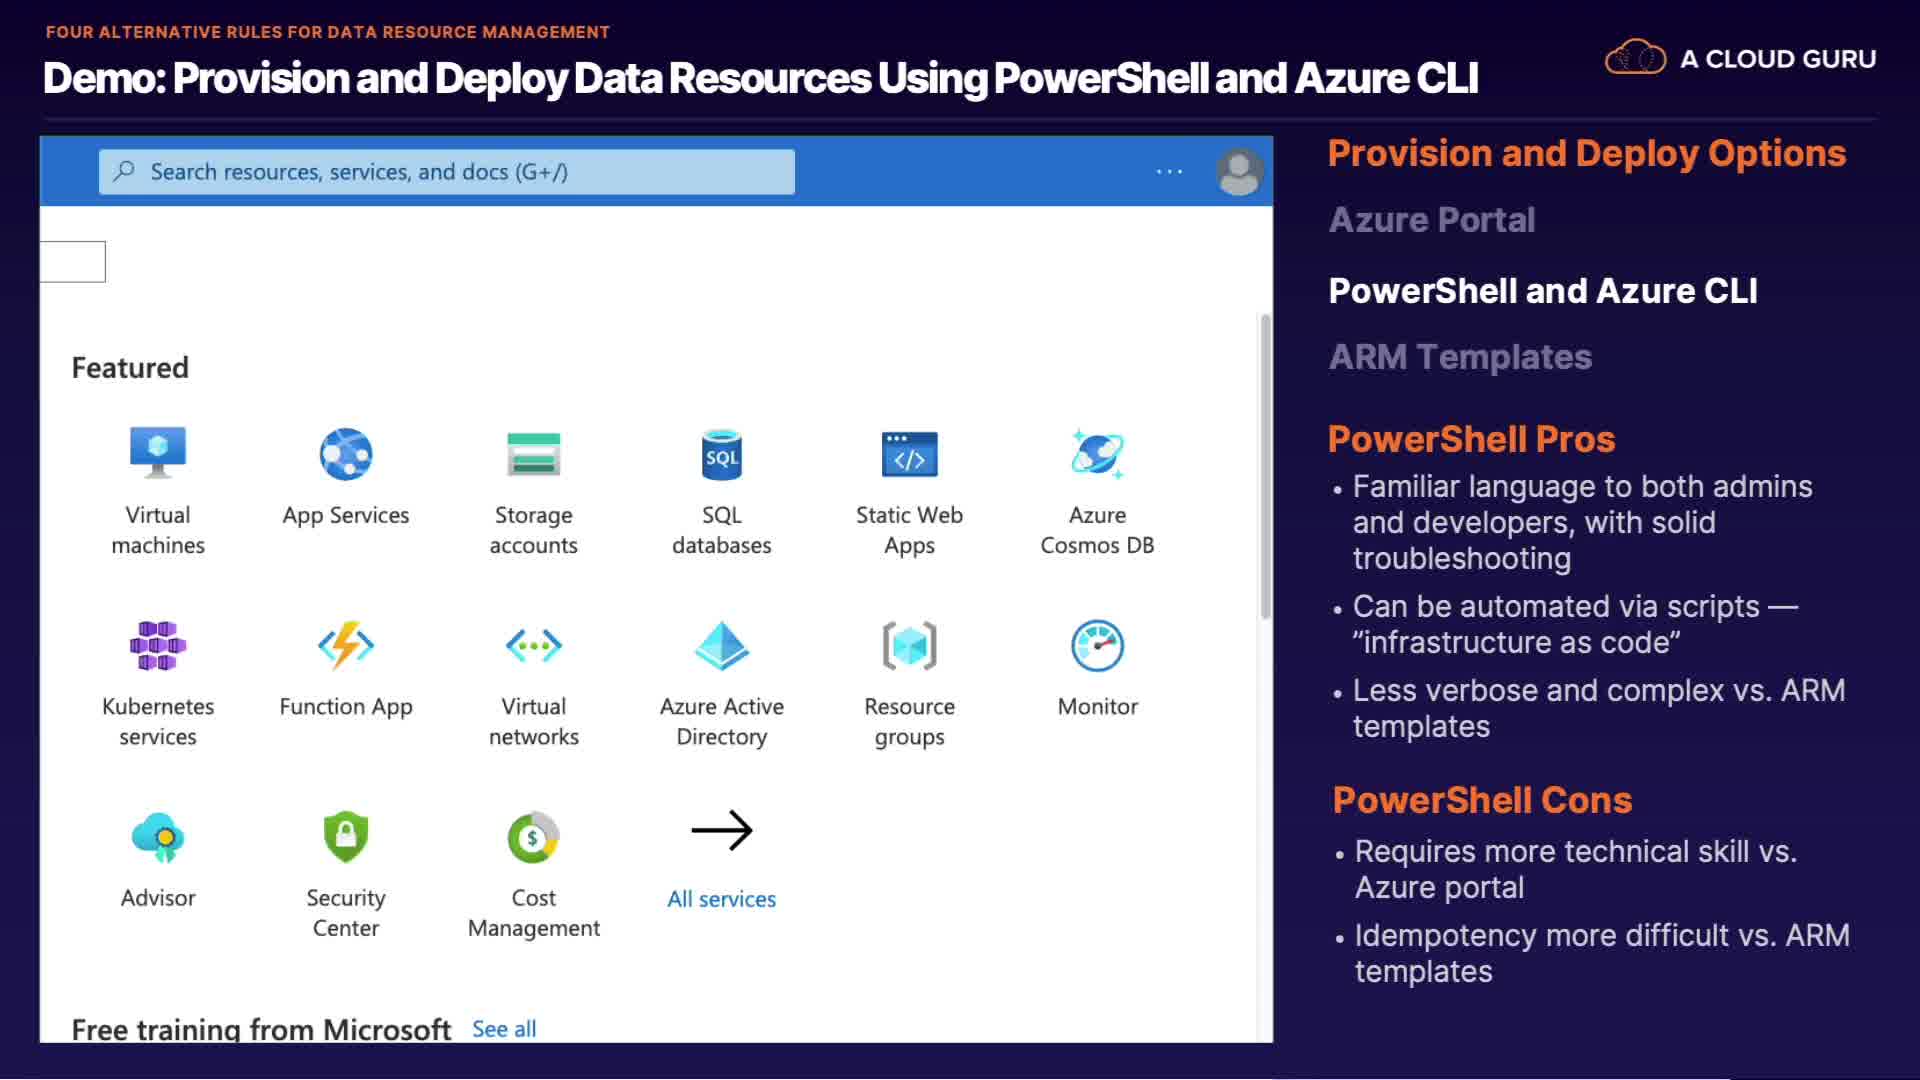 FOUR ALTERNATIVE RULES FOR DATA RESOURCE MANAGEMENT
Demo: Provision and Deploy Data Resources Using PowerShell and Azure CLI
A CLOUD GURU
Search resources, services, and docs (G+/)
Featured
Virtual machines
App Services
Storage accounts
SQL
SQL databases
Static Web Apps
Azure Cosmos DB
Kubernetes services
Function App
Virtual networks
Azure Active Directory
Resource groups
Monitor
Advisor
Security Center
Cost Management
All services
Free training from Microsoft See all
Provision and Deploy Options
Azure Portal
PowerShell and Azure CLI
ARM Templates
PowerShell Pros
• Familiar language to both admins
and developers, with solid
troubleshooting
• Can be automated via scripts —
”infrastructure as code”
• Less verbose and complex vs. ARM
templates
PowerShell Cons
• Requires more technical skill vs.
Azure portal
• Idempotency more difficult vs. ARM
templates